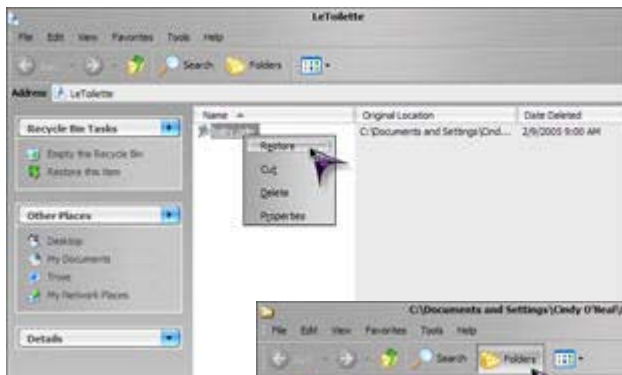 LeToilette
File Edit View Favorites Tools Help
Search Folders
Address LeToilette
Name Original Location Date Deleted
Recycle Bin Tasks
C:\Documents and Settings\Cind... 2/9/2005 9:00 AM
Empty the Recycle Bin
Restore this item
Restore
Cut
Delete
Properties
Other Places
Desktop
My Documents
Trove
My Network Places
Details
C:\Documents and Settings\Cindy O'Neal\
File Edit View Favorites Tools Help
Search Folders